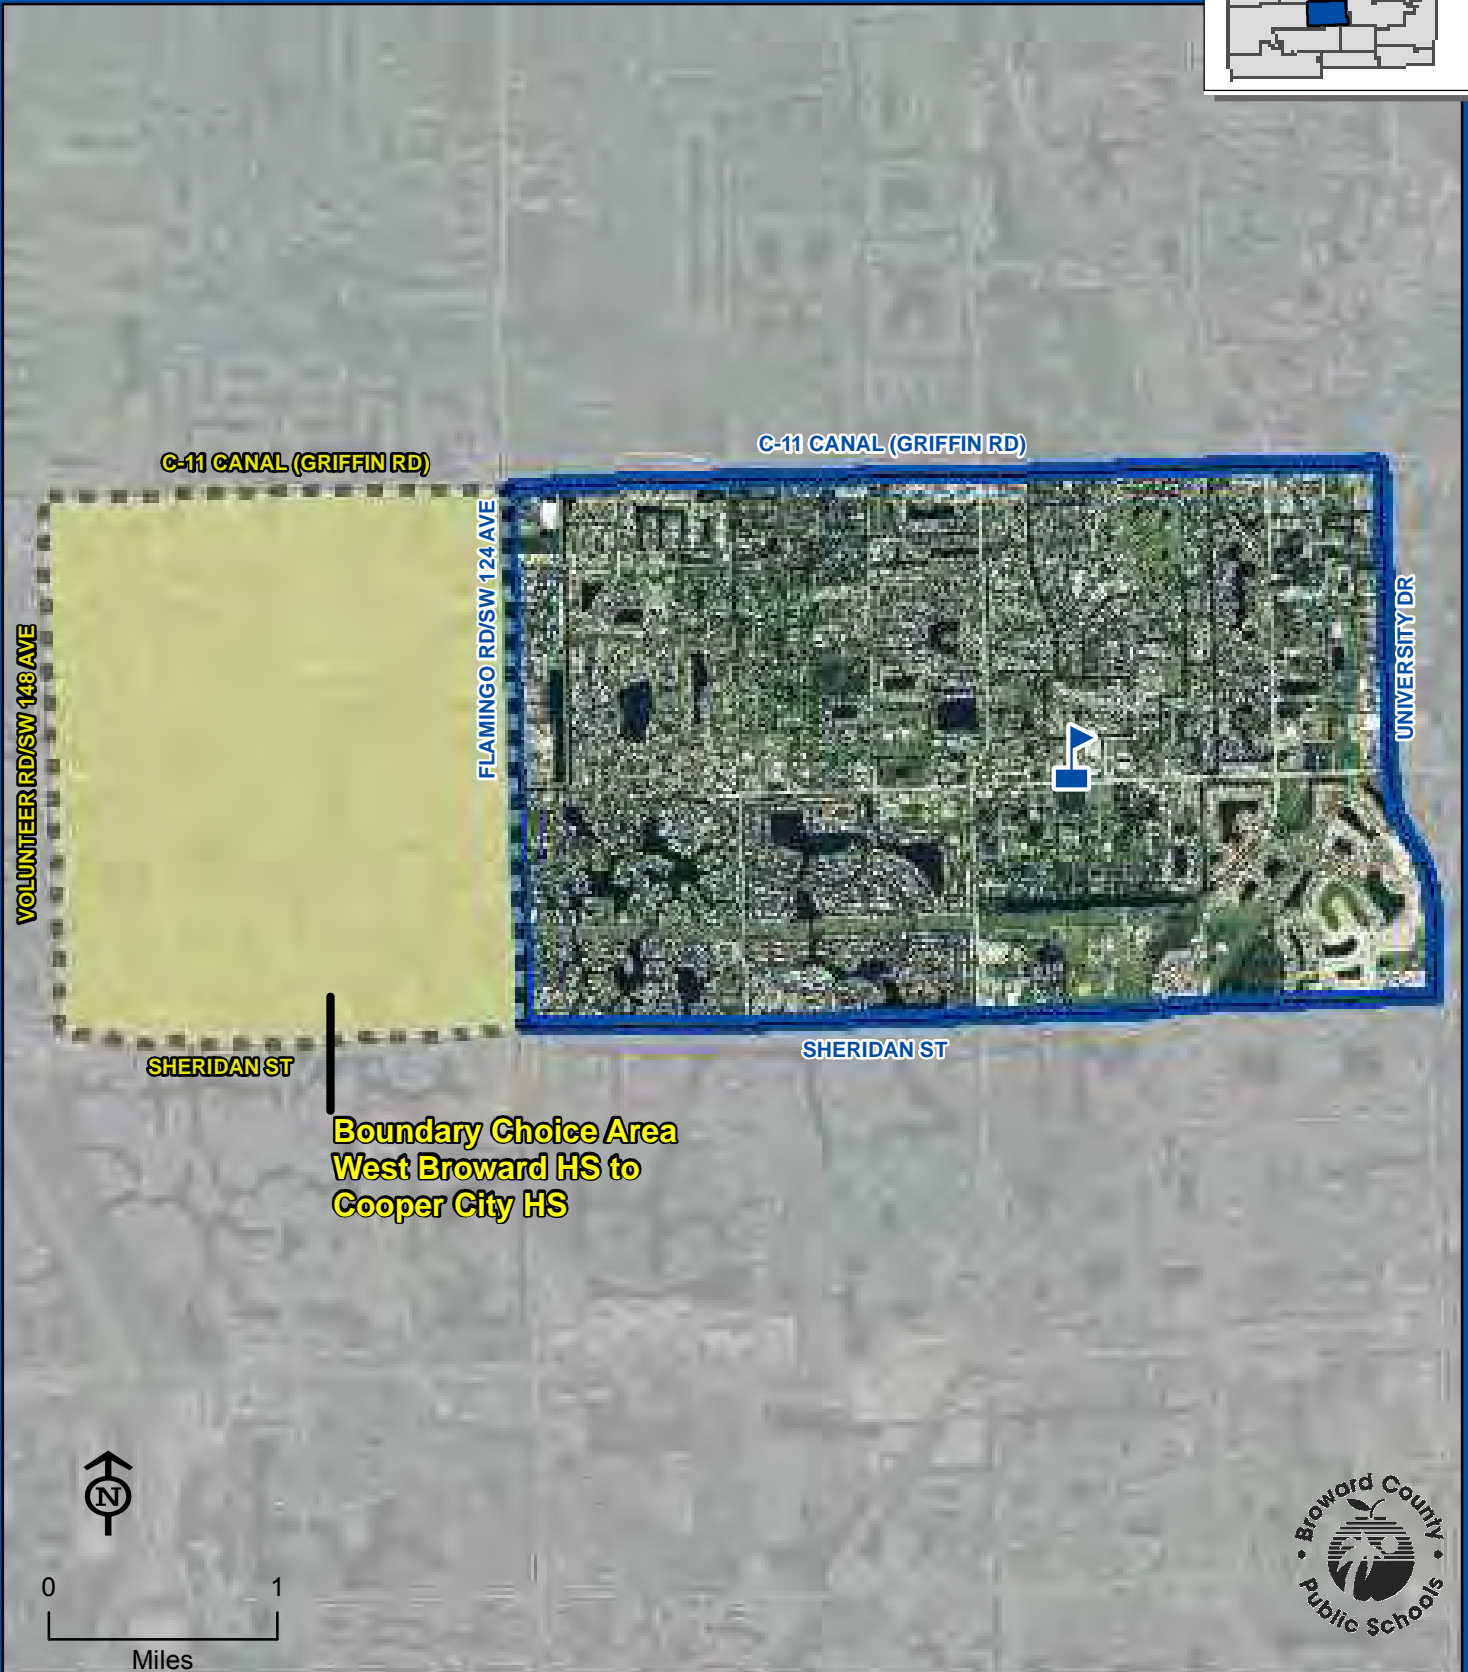 C-11 CANAL (GRIFFIN RD)
C-11 CANAL (GRIFFIN RD)
FLAMINGO RD/SW 124 AVE
UNIVERSITY DR
VOLUNTEER RD/SW 148 AVE
SHERIDAN ST
SHERIDAN ST
Boundary Choice Area
West Broward HS to
Cooper City HS
N
0 1
Miles
Broward County
Public Schools